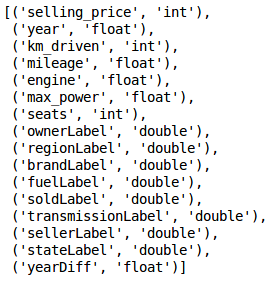 [('selling_price', 'int'),
('year', 'float'),
('km_driven', 'int'),
('mileage', 'float'),
('engine', 'float'),
('max_power', 'float'),
('seats', 'int'),
('ownerLabel', 'double'),
('regionLabel', 'double'),
('brandLabel', 'double'),
('fuelLabel', 'double'),
('soldLabel', 'double'),
('transmissionLabel', 'double'),
('sellerLabel', 'double'),
('stateLabel', 'double'),
('yearDiff', 'float')]